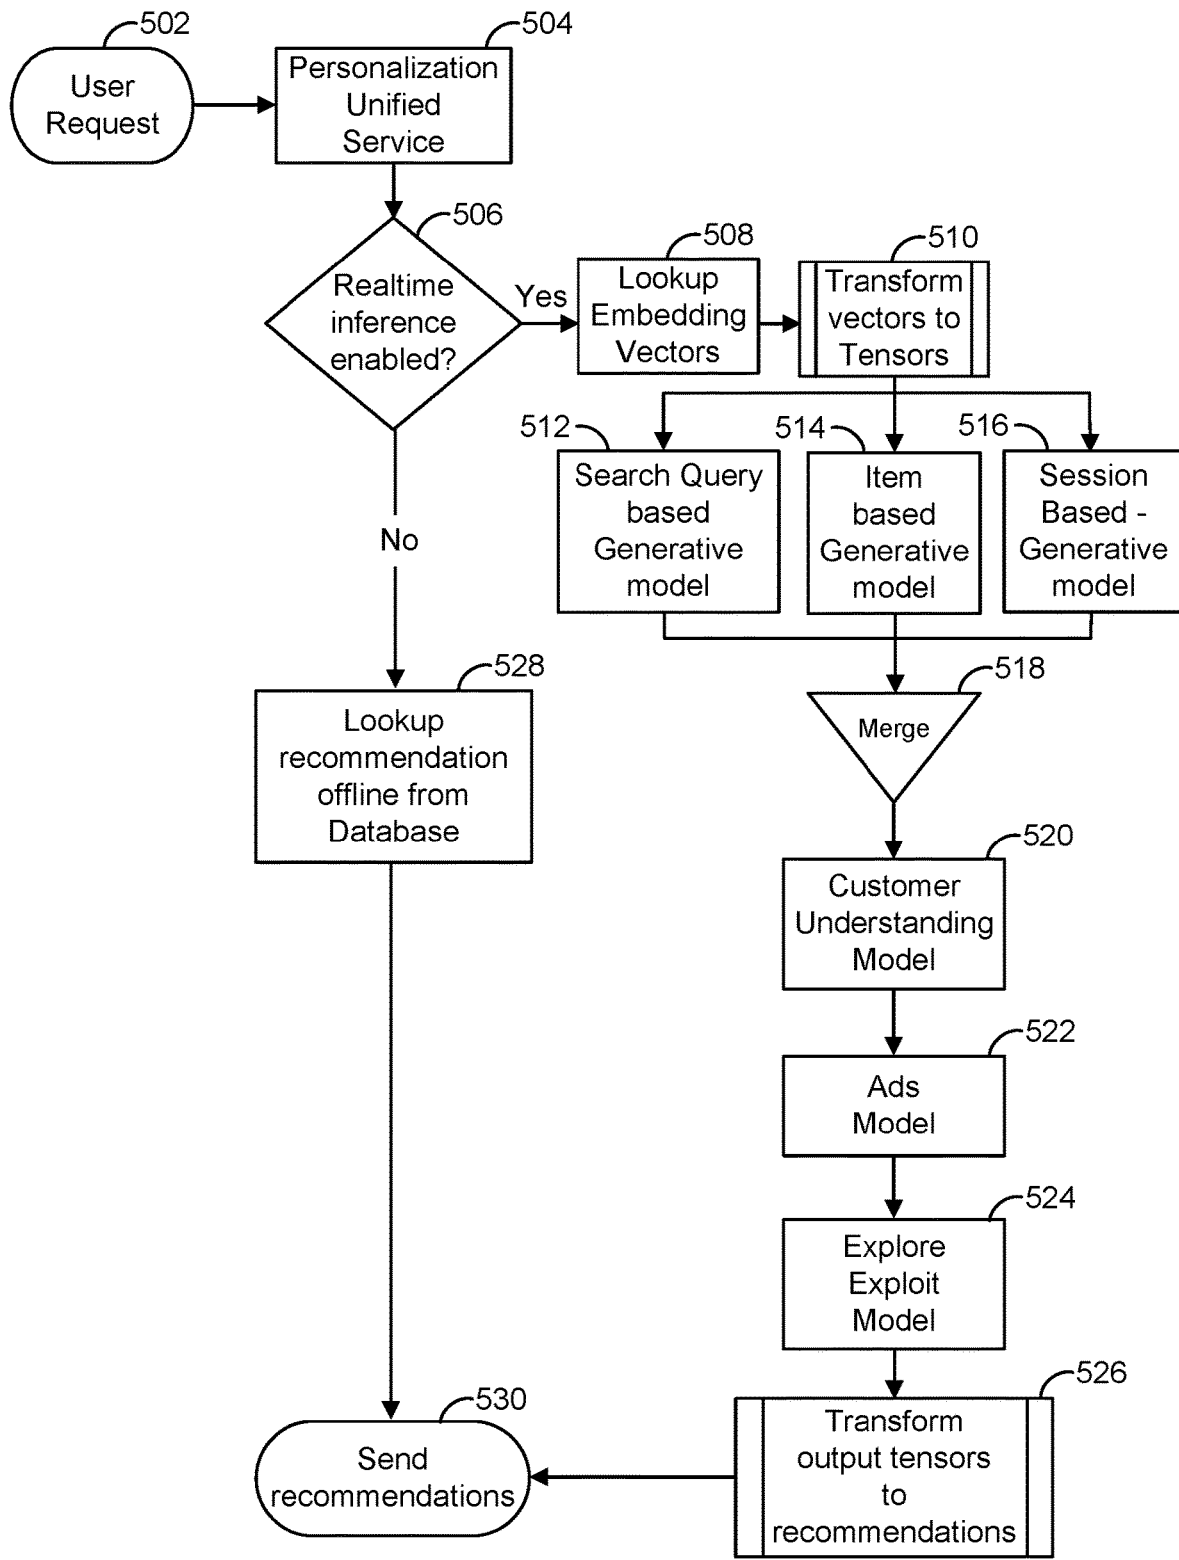 502
User
Request
504
Personalization
Unified
Service
506
Realtime
inference
enabled?
Yes
No
508
Lookup
Embedding
Vectors
510
Transform
vectors to
Tensors
512
Search Query
based
Generative
model
514
Item
based
Generative
model
516
Session
Based -
Generative
model
518
Merge
520
Customer
Understanding
Model
522
Ads
Model
524
Explore
Exploit
Model
526
Transform
output tensors
to
recommendations
528
Lookup
recommendation
offline from
Database
530
Send
recommendations